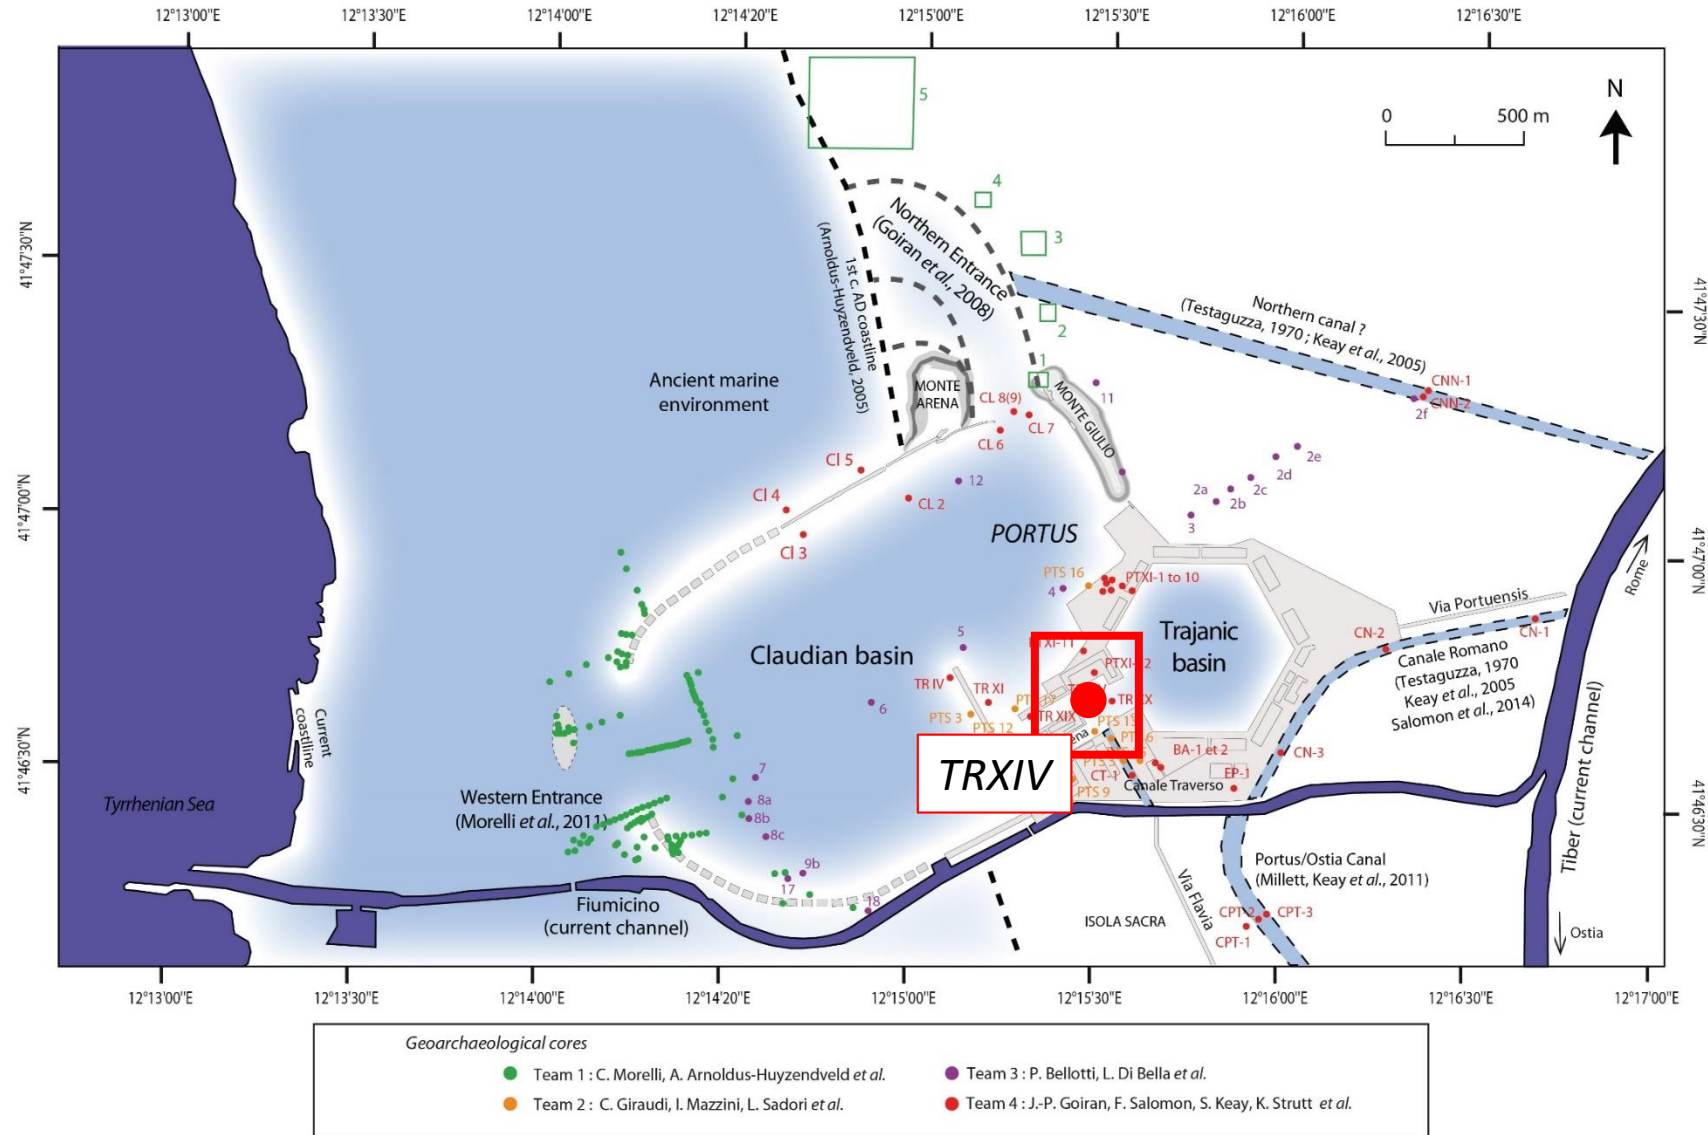 12°13'00"E
12°13'30"E
12°14'00"E
12°14'20"E
12°15'00"E
12°15'30"E
12°16'00"E
12°16'30"E
N
0
500 m
5
4
3
2
1
Northern Entrance
(Goiran et al., 2008)
1st c. AD coastline
(Arnoldus-Huyzendveld, 2005)
Northern canal ?
(Testaguzza, 1970 ; Keay et al., 2005)
41°47'30"N
41°47'30"N
Ancient marine
environment
MONTE
ARENA
MONTE GIULIO
CL 8(9)
CL 7
CL 6
11
CNN-1
CNN-2
2f
Cl 5
12
CL 2
Cl 4
Cl 3
2e
2d
2c
2b
2a
3
41°47'00"N
41°47'00"N
PORTUS
PTS 16
PTXI-1 to 10
4
Rome
Via Portuensis
CN-1
CN-2
Canale Romano
(Testaguzza, 1970
Keay et al., 2005
Salomon et al., 2014)
Trajanic
basin
Claudian basin
5
PTXI-12
TR IV
TR XI
TR XIX
PTS 3
PTS 12
6
TRXIV
BA-1 et 2
CN-3
EP-1
CT-1
Canale Traverso
PTS 9
41°46'30"N
41°46'30"N
Current
coastlline
Tyrrhenian Sea
Western Entrance
(Morelli et al., 2011)
7
8a
8b
8c
9b
17
18
Fiumicino
(current channel)
Portus/Ostia Canal
(Millett, Keay et al., 2011)
Via Flavia
ISOLA SACRA
CPT-2
CPT-3
CPT-1
Tiber (current channel)
Ostia
12°13'00"E
12°13'30"E
12°14'00"E
12°14'20"E
12°15'00"E
12°15'30"E
12°16'00"E
12°16'30"E
12°17'00"E
Geoarchaeological cores
Team 1 : C. Morelli, A. Arnoldus-Huyzendveld et al.
Team 2 : C. Giraudi, I. Mazzini, L. Sadori et al.
Team 3 : P. Bellotti, L. Di Bella et al.
Team 4 : J.-P. Goiran, F. Salomon, S. Keay, K. Strutt et al.